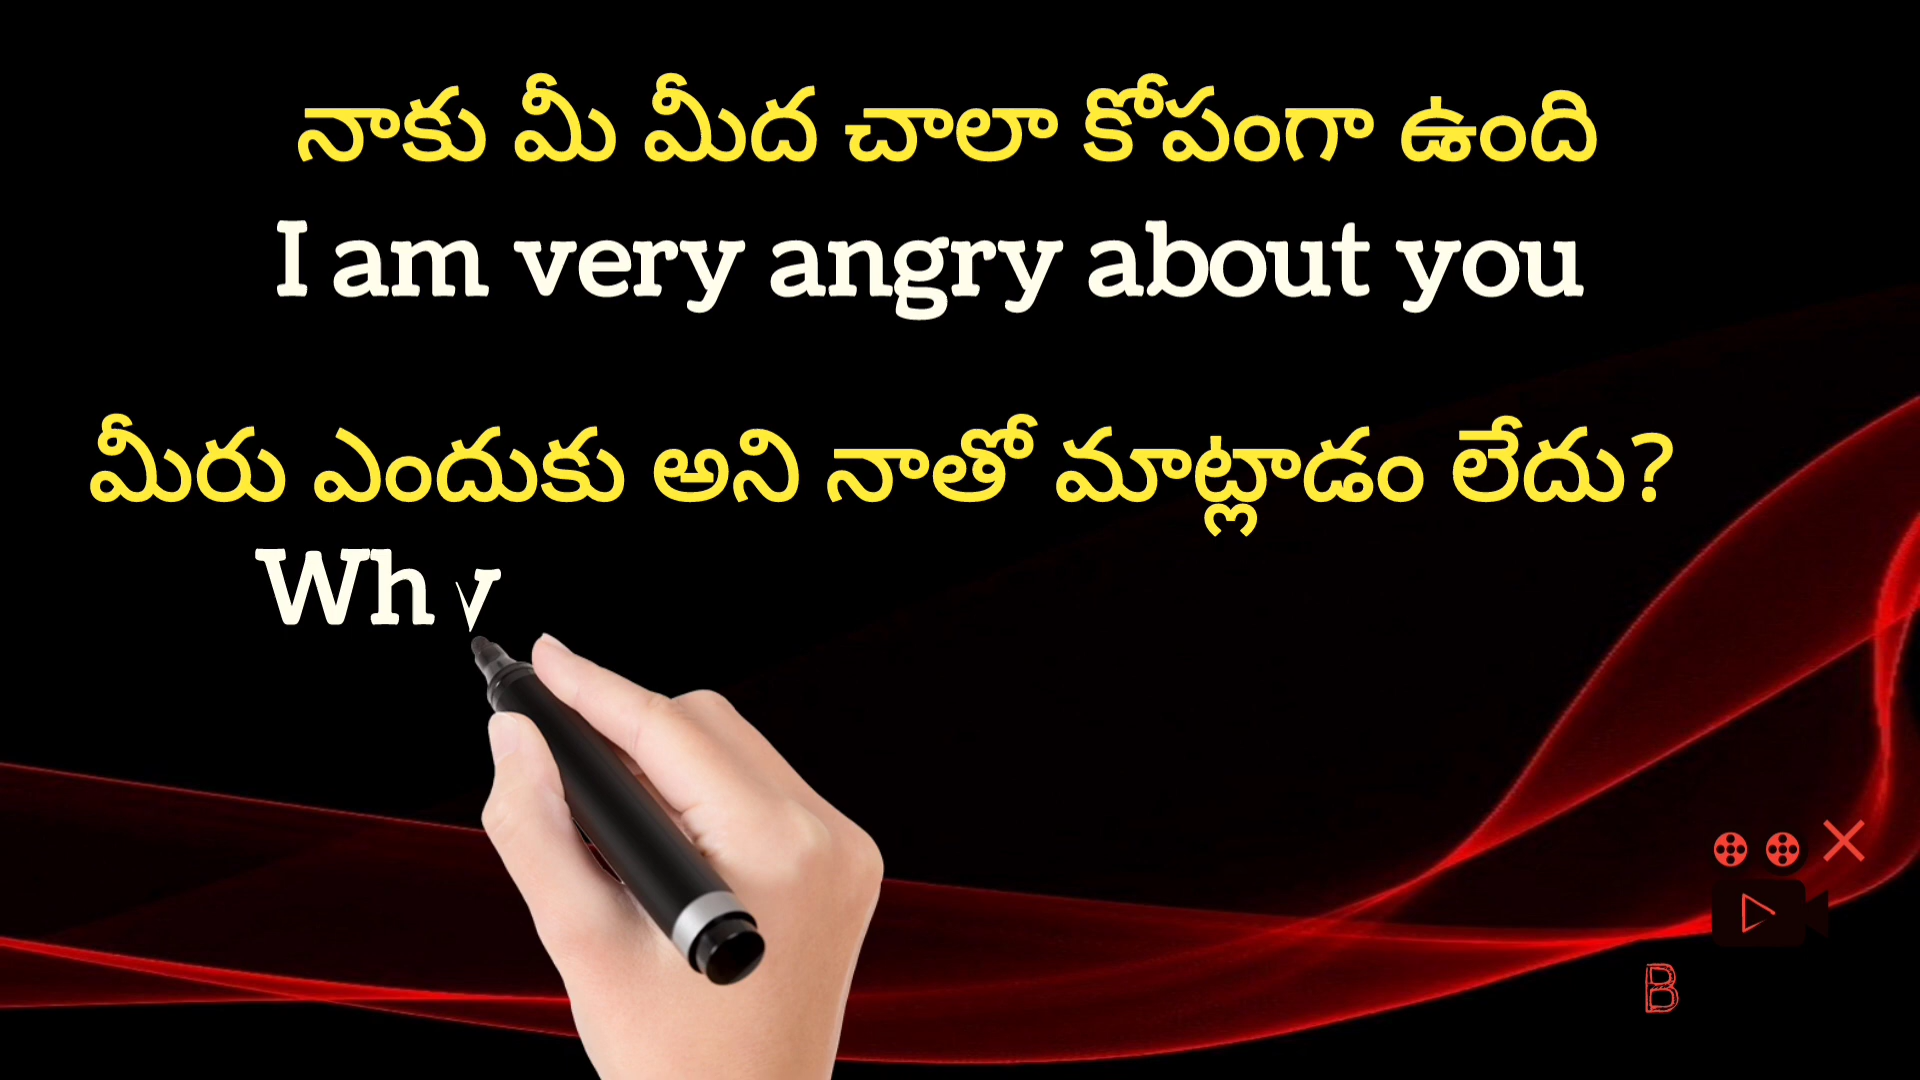 నాకు మీ మీద చాలా కోపంగా ఉంది
I am very angry about you
మీరు ఎందుకు అని నాతో మాట్లాడం లేదు?
Why
B